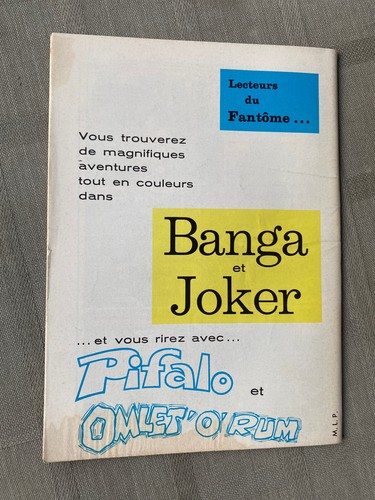 Lecteurs
du
Fantôme...
Vous trouverez
de magnifiques
aventures
tout en couleurs
dans
Banga
et
Joker
...et vous rirez avec...
Pifalo
et
OMLET'O'RUM
M.L.P.